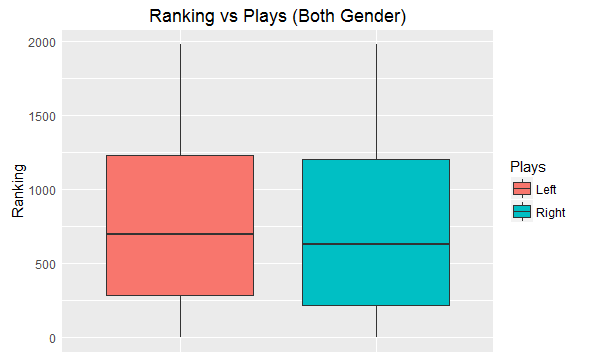 Ranking vs Plays (Both Gender)
2000
1500
1000
500
0
Ranking
Plays
Left
Right